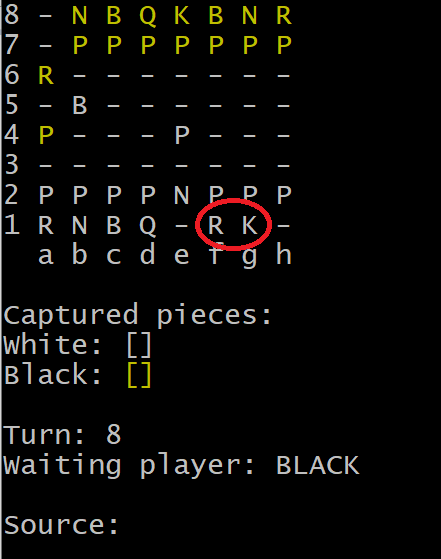 8 - N B Q K B N R
7 - P P P P P P P
6 R - - - - - - -
5 - B - - - - - -
4 P - - - P - - -
3 - - - - - - - -
2 P P P P N P P P
1 R N B Q - R K -
a b c d e f g h
Captured pieces:
White: []
Black: []
Turn: 8
Waiting player: BLACK
Source: